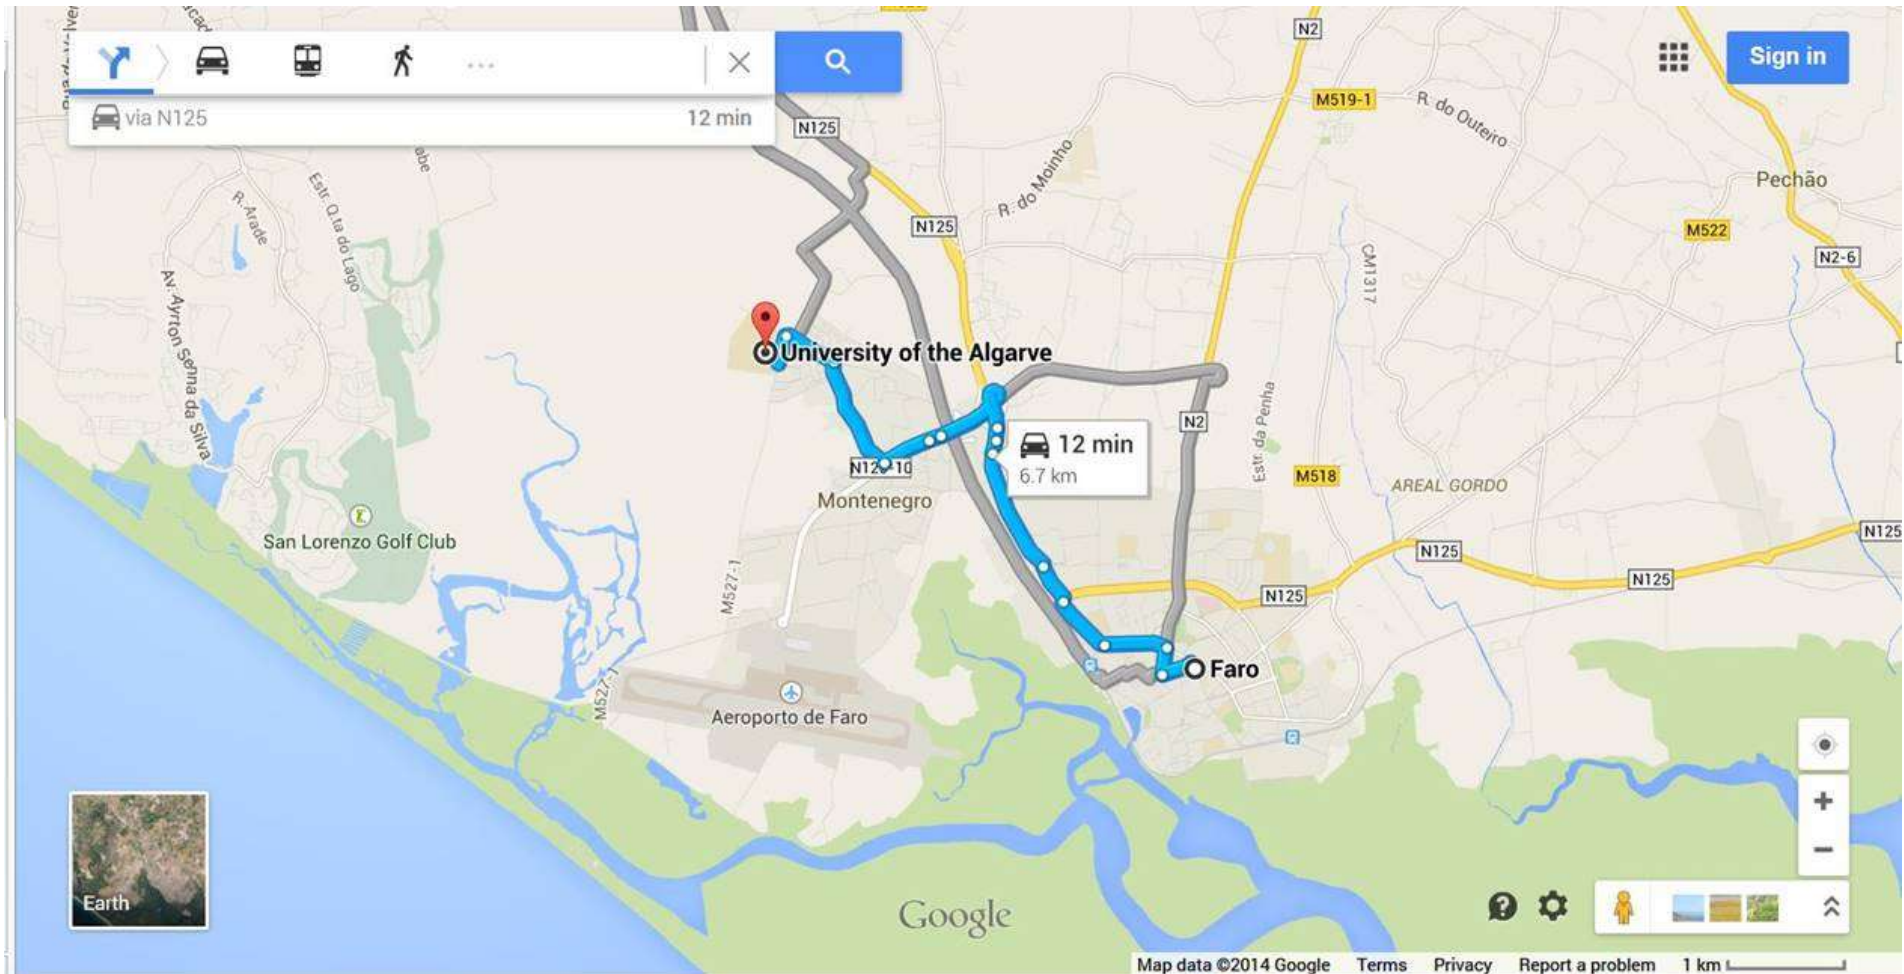 N2
Sign in
via N125
12 min
N125
M519-1
R. do Outeiro
R. do Moinho
Pechão
R. Arade
Estr. Q.ta do Lago
N125
M522
N2-6
CM1317
Av. Ayrton Senna da Silva
University of the Algarve
N2
12 min
6.7 km
Estr. da Penha
M518
AREAL GORDO
Montenegro
San Lorenzo Golf Club
N125
N125
N125
N125
M527-1
Faro
M527-1
Aeroporto de Faro
Earth
Google
Map data ©2014 Google
Terms
Privacy
Report a problem
1 km